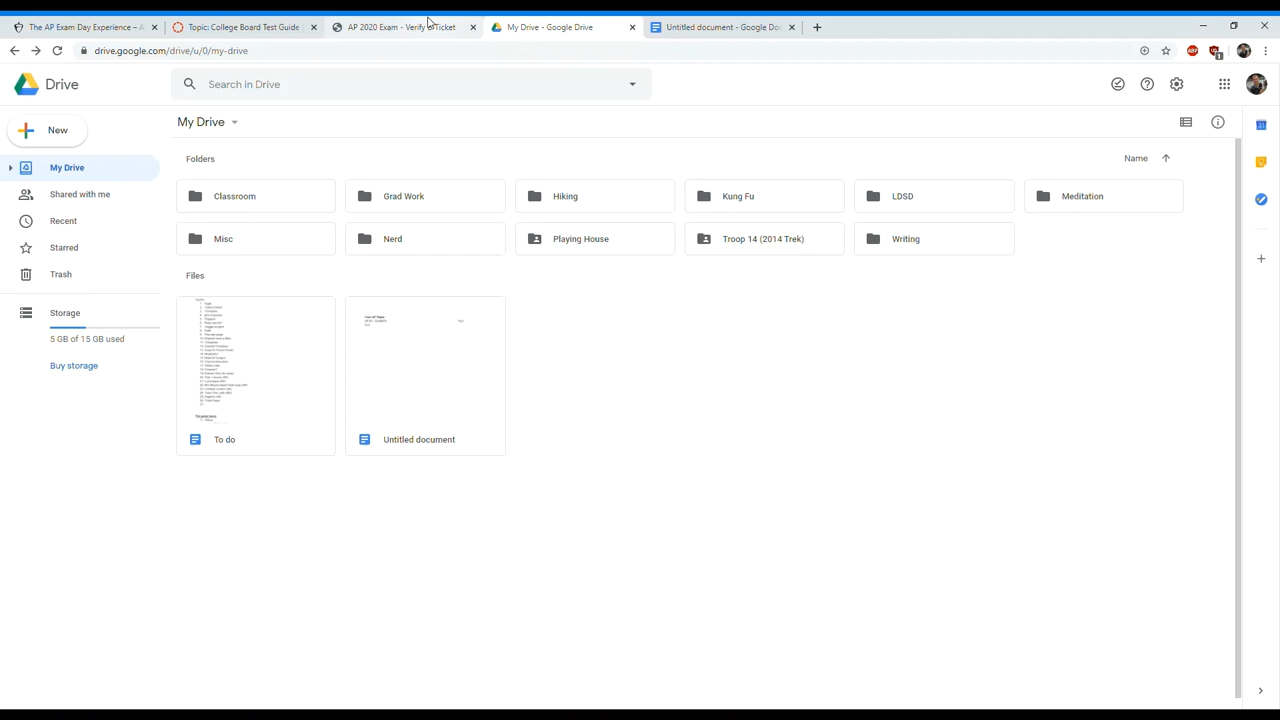 The AP Exam Day Experience – A
Topic: College Board Test Guide
AP 2020 Exam - Verify eTicket
My Drive - Google Drive
Untitled document - Google Doc
drive.google.com/drive/u/0/my-drive
ABP
1
Drive
Search in Drive
New
My Drive
Name
My Drive
Shared with me
Recent
Starred
Trash
Storage
5 GB of 15 GB used
Buy storage
Folders
Classroom
Grad Work
Hiking
Kung Fu
LDSD
Meditation
Misc
Nerd
Playing House
Troop 14 (2014 Trek)
Writing
Files
To do
Untitled document
31